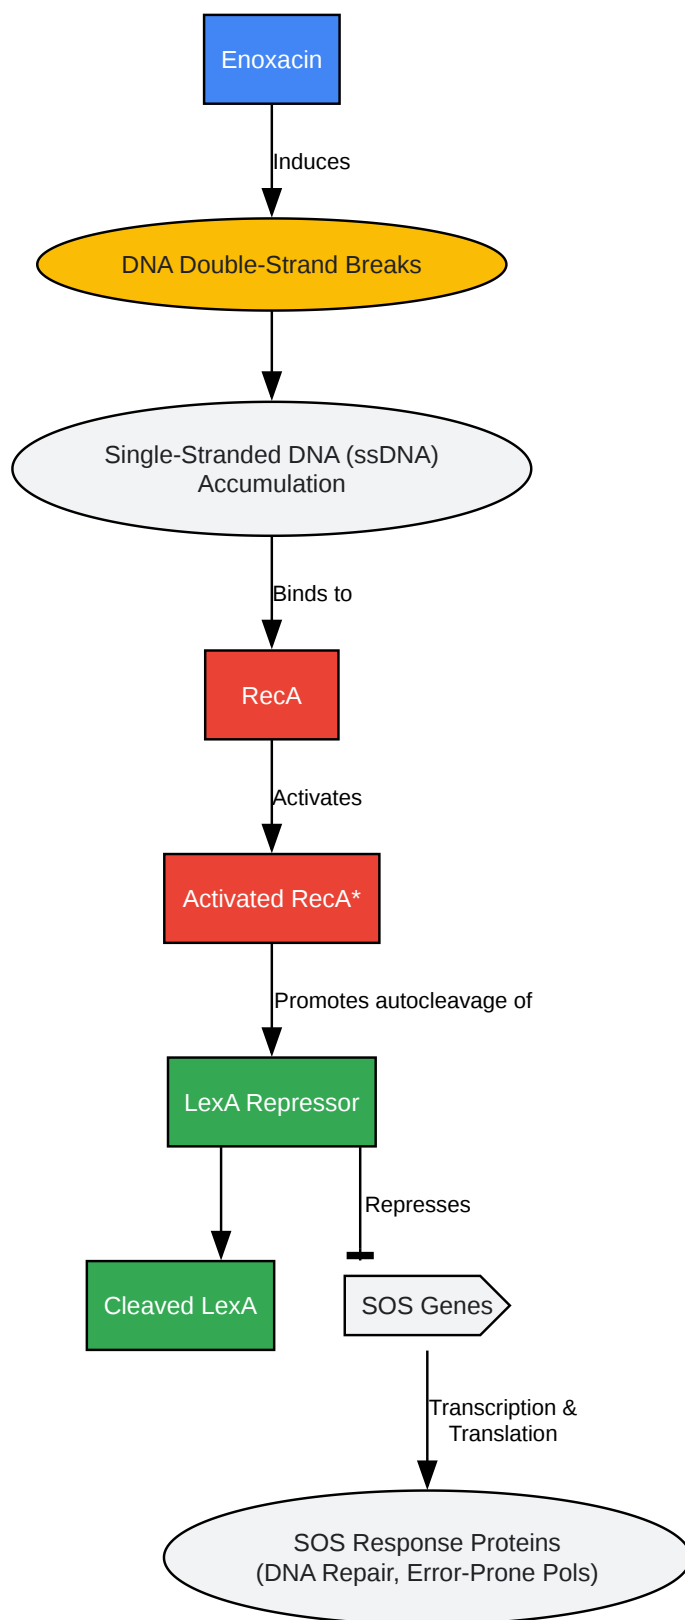 Enoxacin
Induces
DNA Double-Strand Breaks
Single-Stranded DNA (ssDNA)
Accumulation
Binds to
RecA
Activates
Activated RecA*
Promotes autocleavage of
LexA Repressor
Represses
Cleaved LexA
SOS Genes
Transcription &
Translation
SOS Response Proteins
(DNA Repair, Error-Prone Pols)